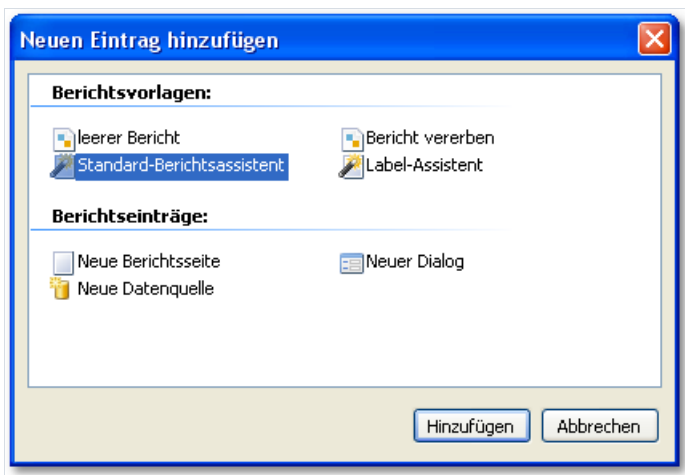 Neuen Eintrag hinzufügen
Berichtsvorlagen:
leerer Bericht
Bericht vererben
Standard-Berichtsassistent
Label-Assistent
Berichtseinträge:
Neue Berichtsseite
Neuer Dialog
Neue Datenquelle
Hinzufügen
Abbrechen